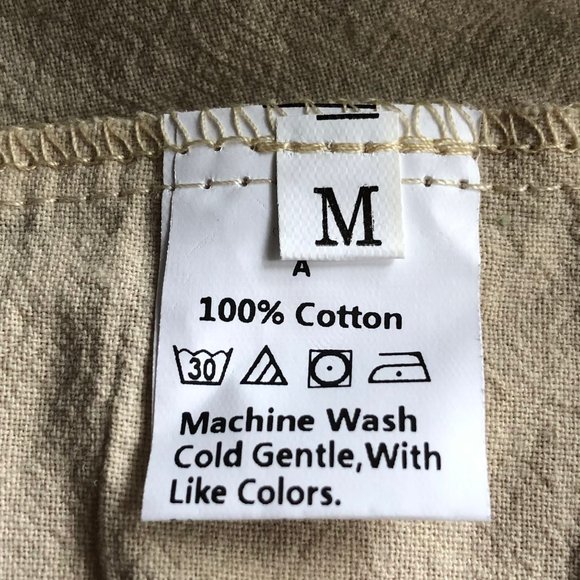 M
A
100% Cotton
30
Machine Wash
Cold Gentle,With
Like Colors.